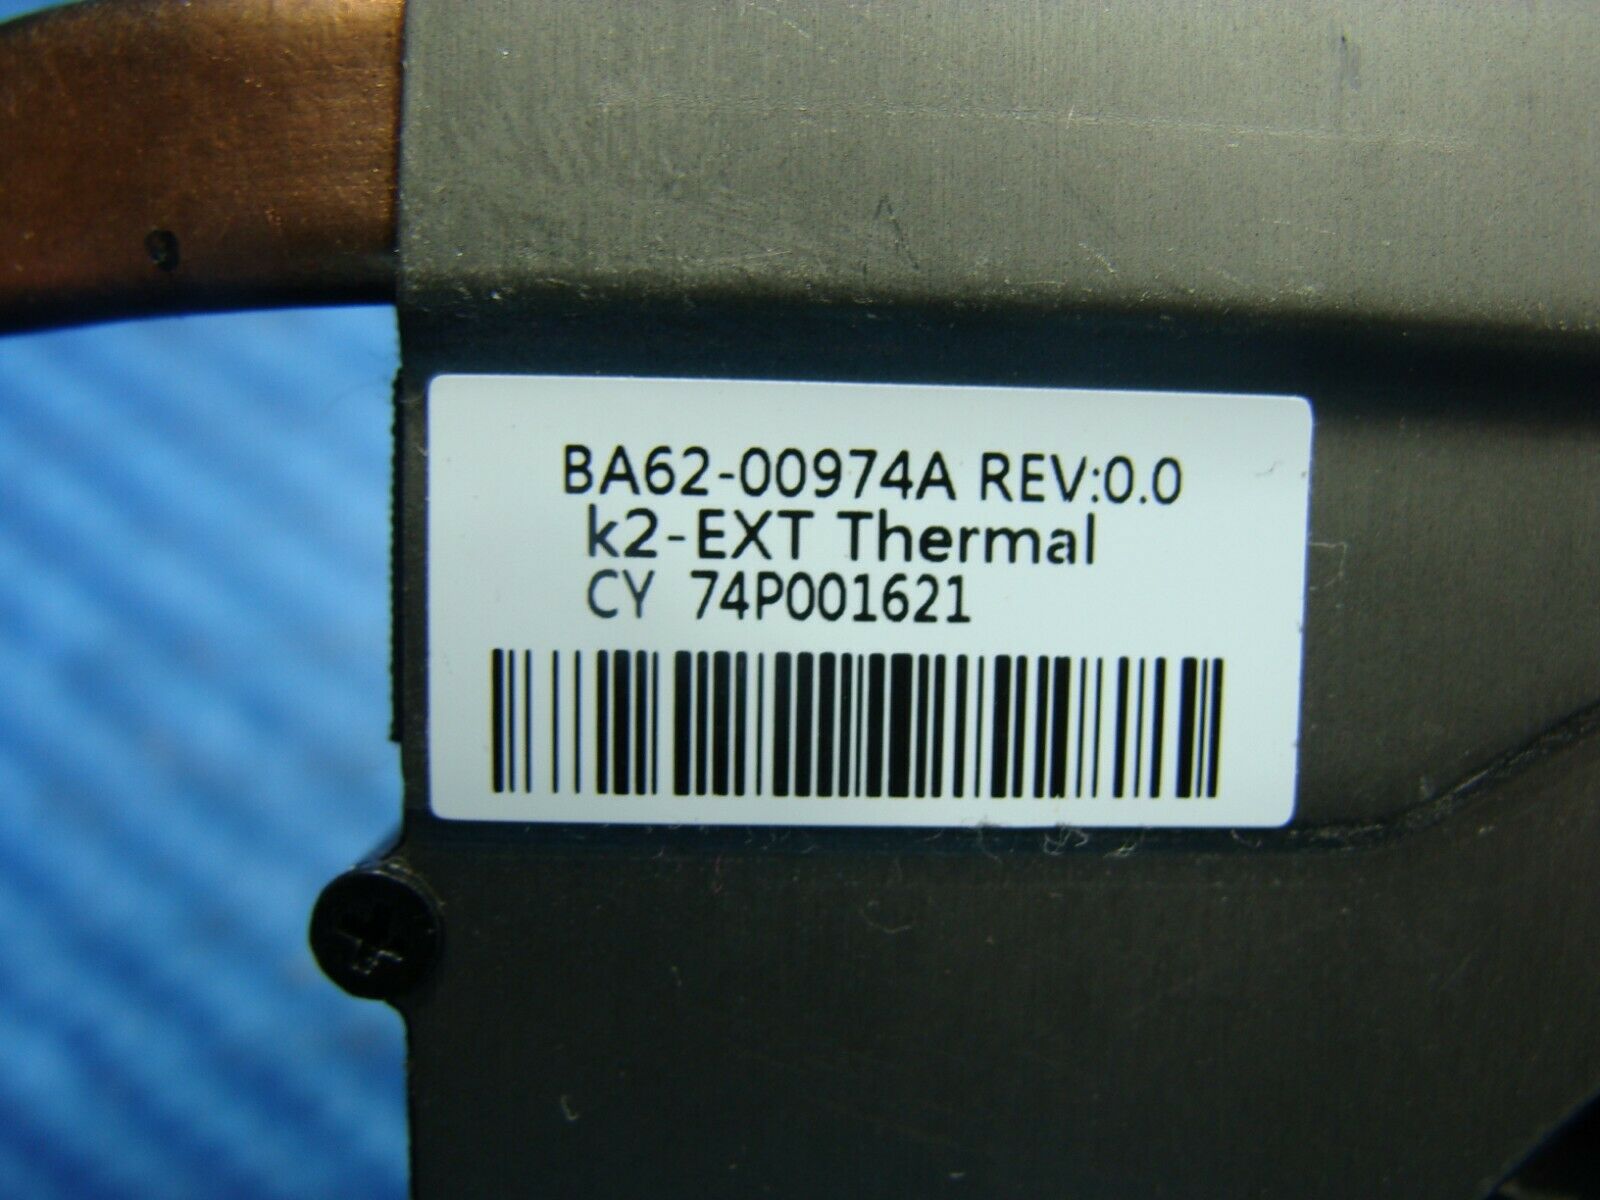 BA62-00974A REV:0.0
k2-EXT Thermal
CY 74P001621